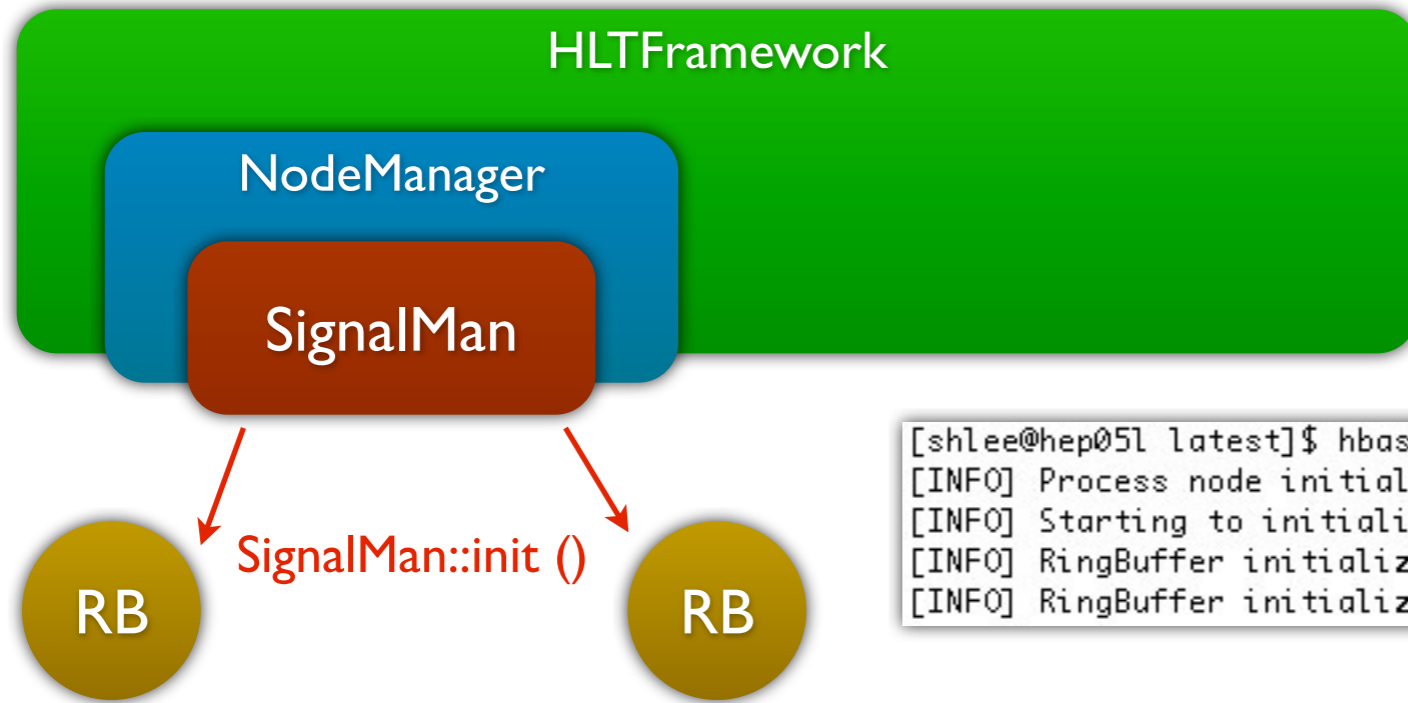 HLTFramework
NodeManager
SignalMan
SignalMan::init ()
RB
RB
[shlee@hep05l latest]$ hbas
[INFO] Process node initial
[INFO] Starting to initiali
[INFO] RingBuffer initializ
[INFO] RingBuffer initializ